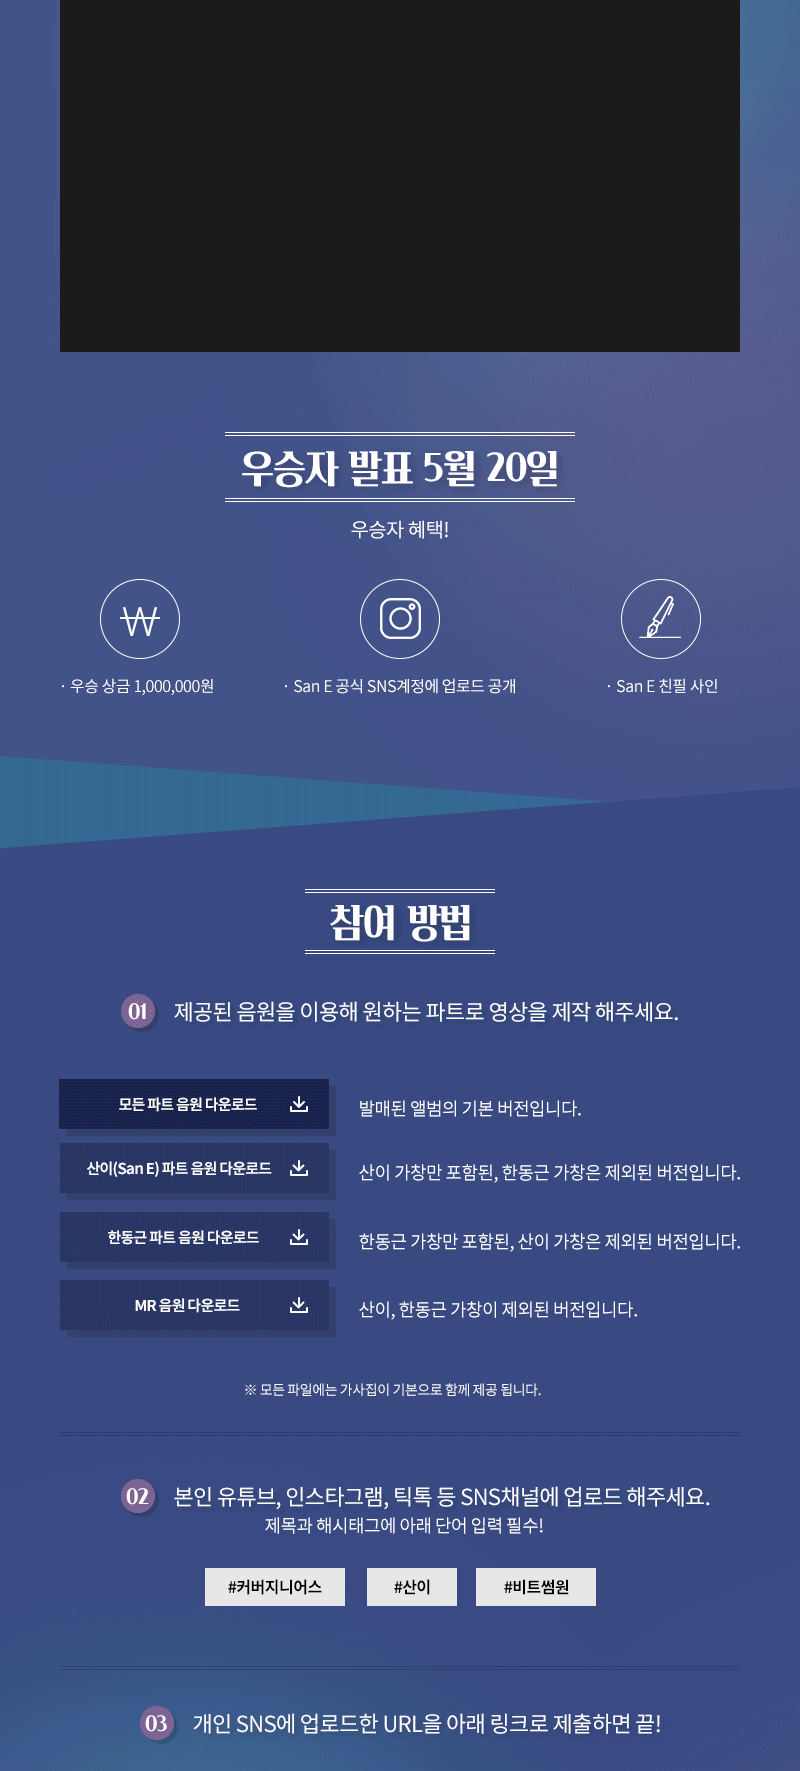 우승자 발표 5월 20일
우승자 혜택!
· 우승 상금 1,000,000원
· San E 공식 SNS계정에 업로드 공개
· San E 친필 사인
참여 방법
01 제공된 음원을 이용해 원하는 파트로 영상을 제작 해주세요.
모든 파트 음원 다운로드
발매된 앨범의 기본 버전입니다.
산이(San E) 파트 음원 다운로드
산이 가창만 포함된, 한동근 가창은 제외된 버전입니다.
한동근 파트 음원 다운로드
한동근 가창만 포함된, 산이 가창은 제외된 버전입니다.
MR 음원 다운로드
산이, 한동근 가창이 제외된 버전입니다.
※ 모든 파일에는 가사집이 기본으로 함께 제공 됩니다.
02 본인 유튜브, 인스타그램, 틱톡 등 SNS채널에 업로드 해주세요.
제목과 해시태그에 아래 단어 입력 필수!
#커버지니어스 #산이 #비트썸원
03 개인 SNS에 업로드한 URL을 아래 링크로 제출하면 끝!